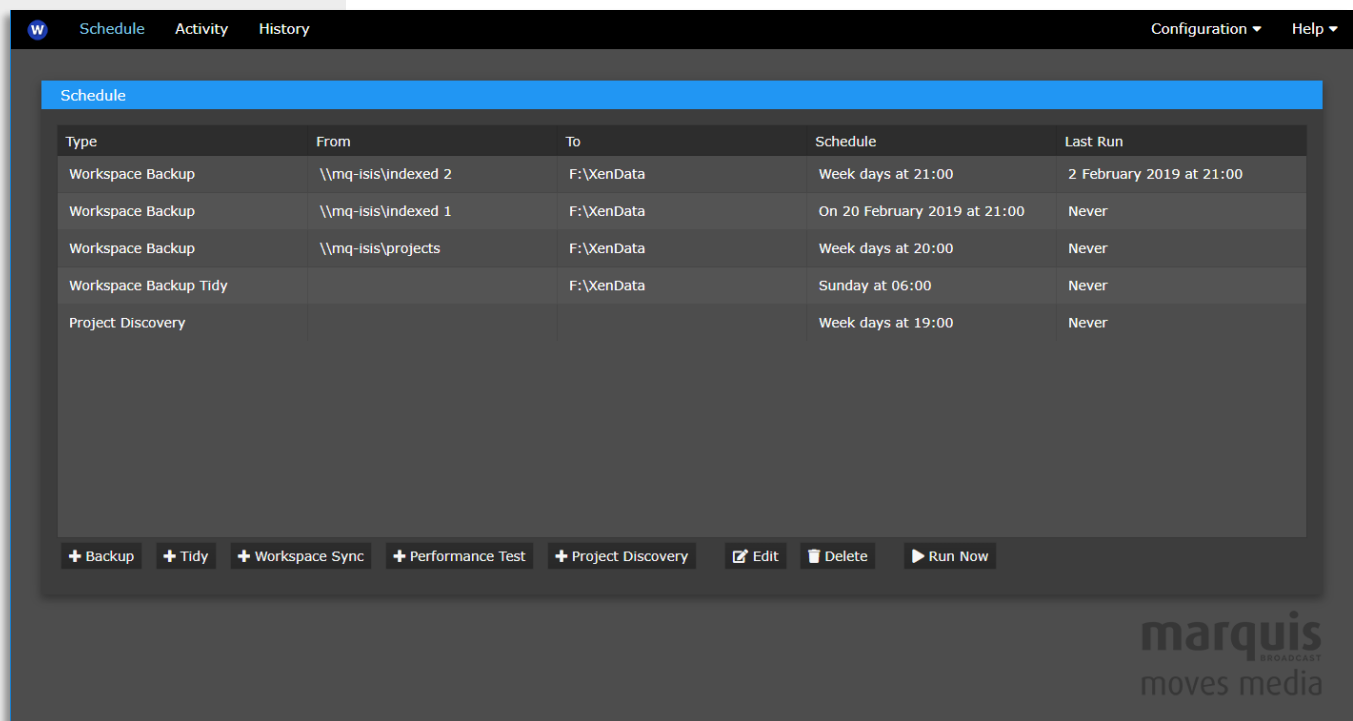 W Schedule Activity History Configuration Help
Schedule
Type From To Schedule Last Run
Workspace Backup \\mq-isis\indexed 2 F:\XenData Week days at 21:00 2 February 2019 at 21:00
Workspace Backup \\mq-isis\indexed 1 F:\XenData On 20 February 2019 at 21:00 Never
Workspace Backup \\mq-isis\projects F:\XenData Week days at 20:00 Never
Workspace Backup Tidy F:\XenData Sunday at 06:00 Never
Project Discovery Week days at 19:00 Never
+ Backup + Tidy + Workspace Sync + Performance Test + Project Discovery Edit Delete Run Now
marquis
BROADCAST
moves media